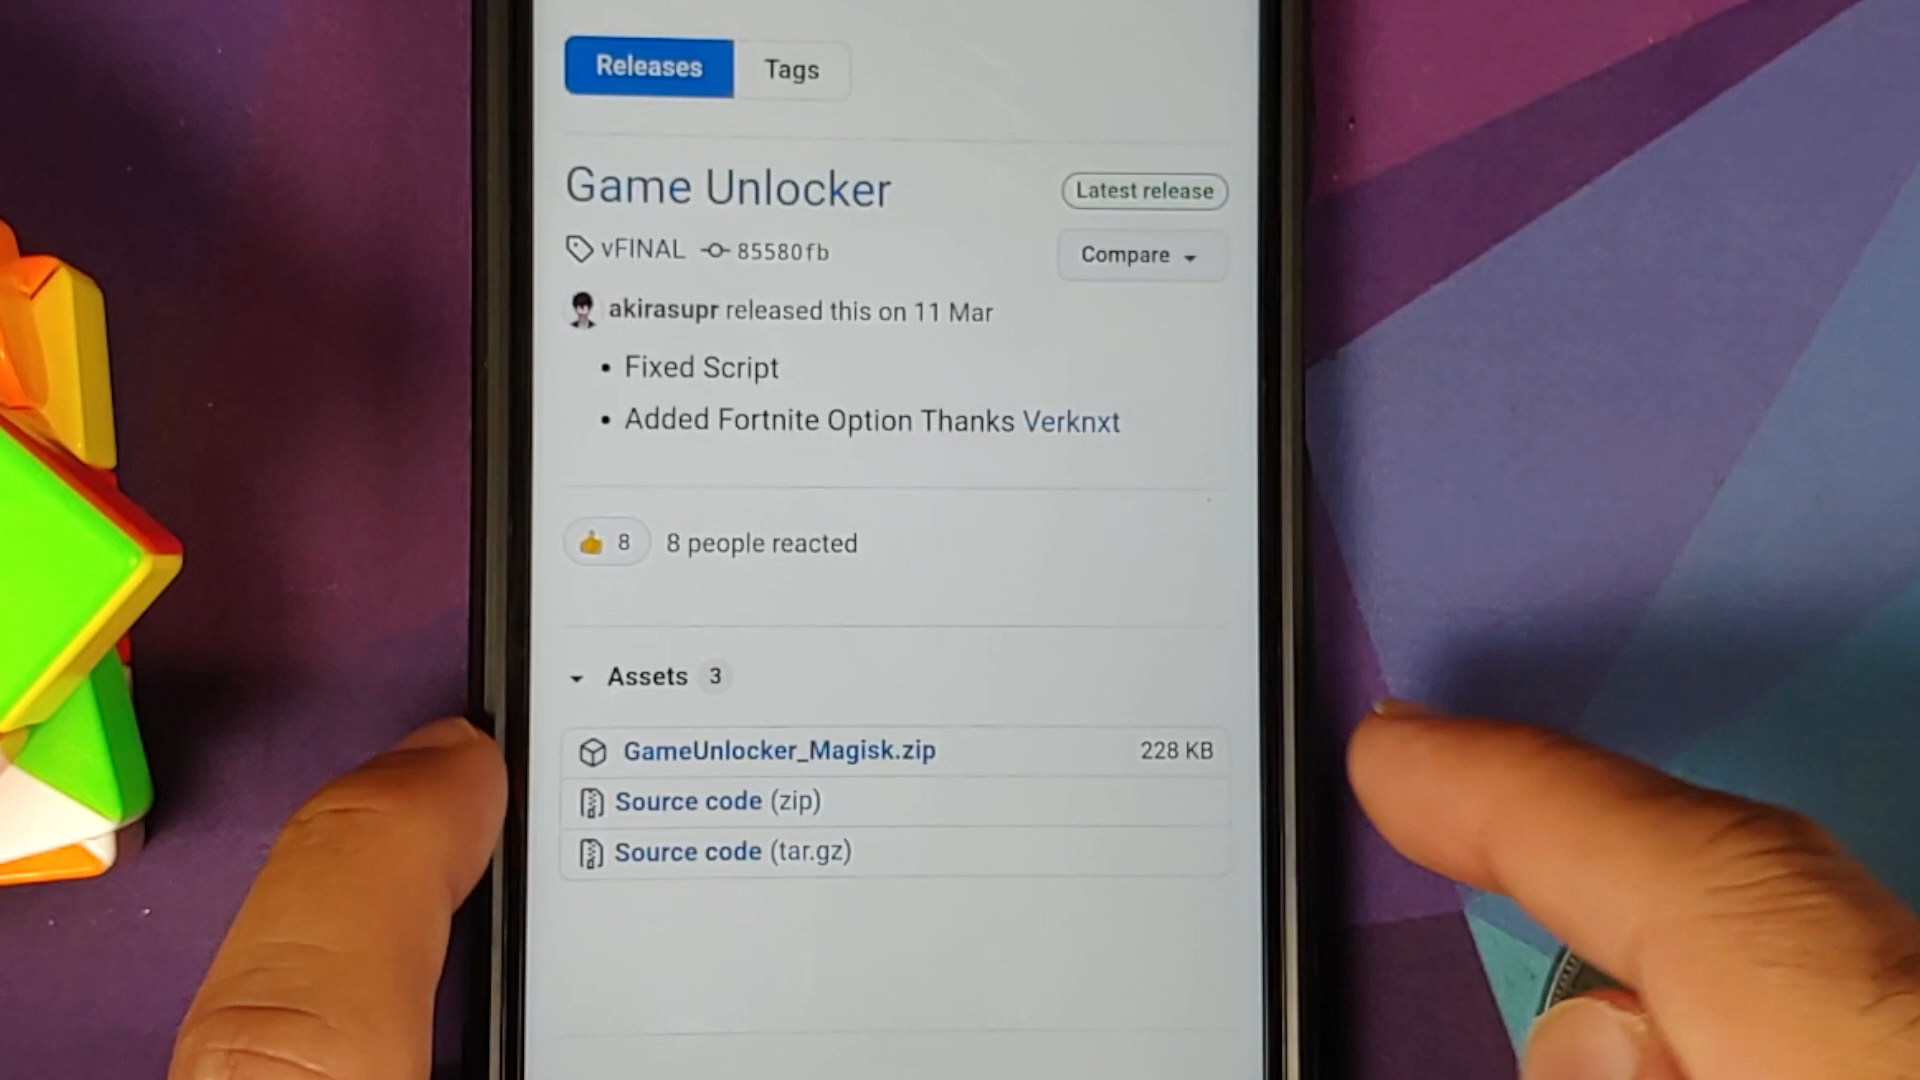 Releases Tags
Game Unlocker Latest release
vFINAL 85580fb Compare
akirasupr released this on 11 Mar
• Fixed Script
• Added Fortnite Option Thanks Verknxt
👍 8 8 people reacted
Assets 3
GameUnlocker_Magisk.zip 228 KB
Source code (zip)
Source code (tar.gz)